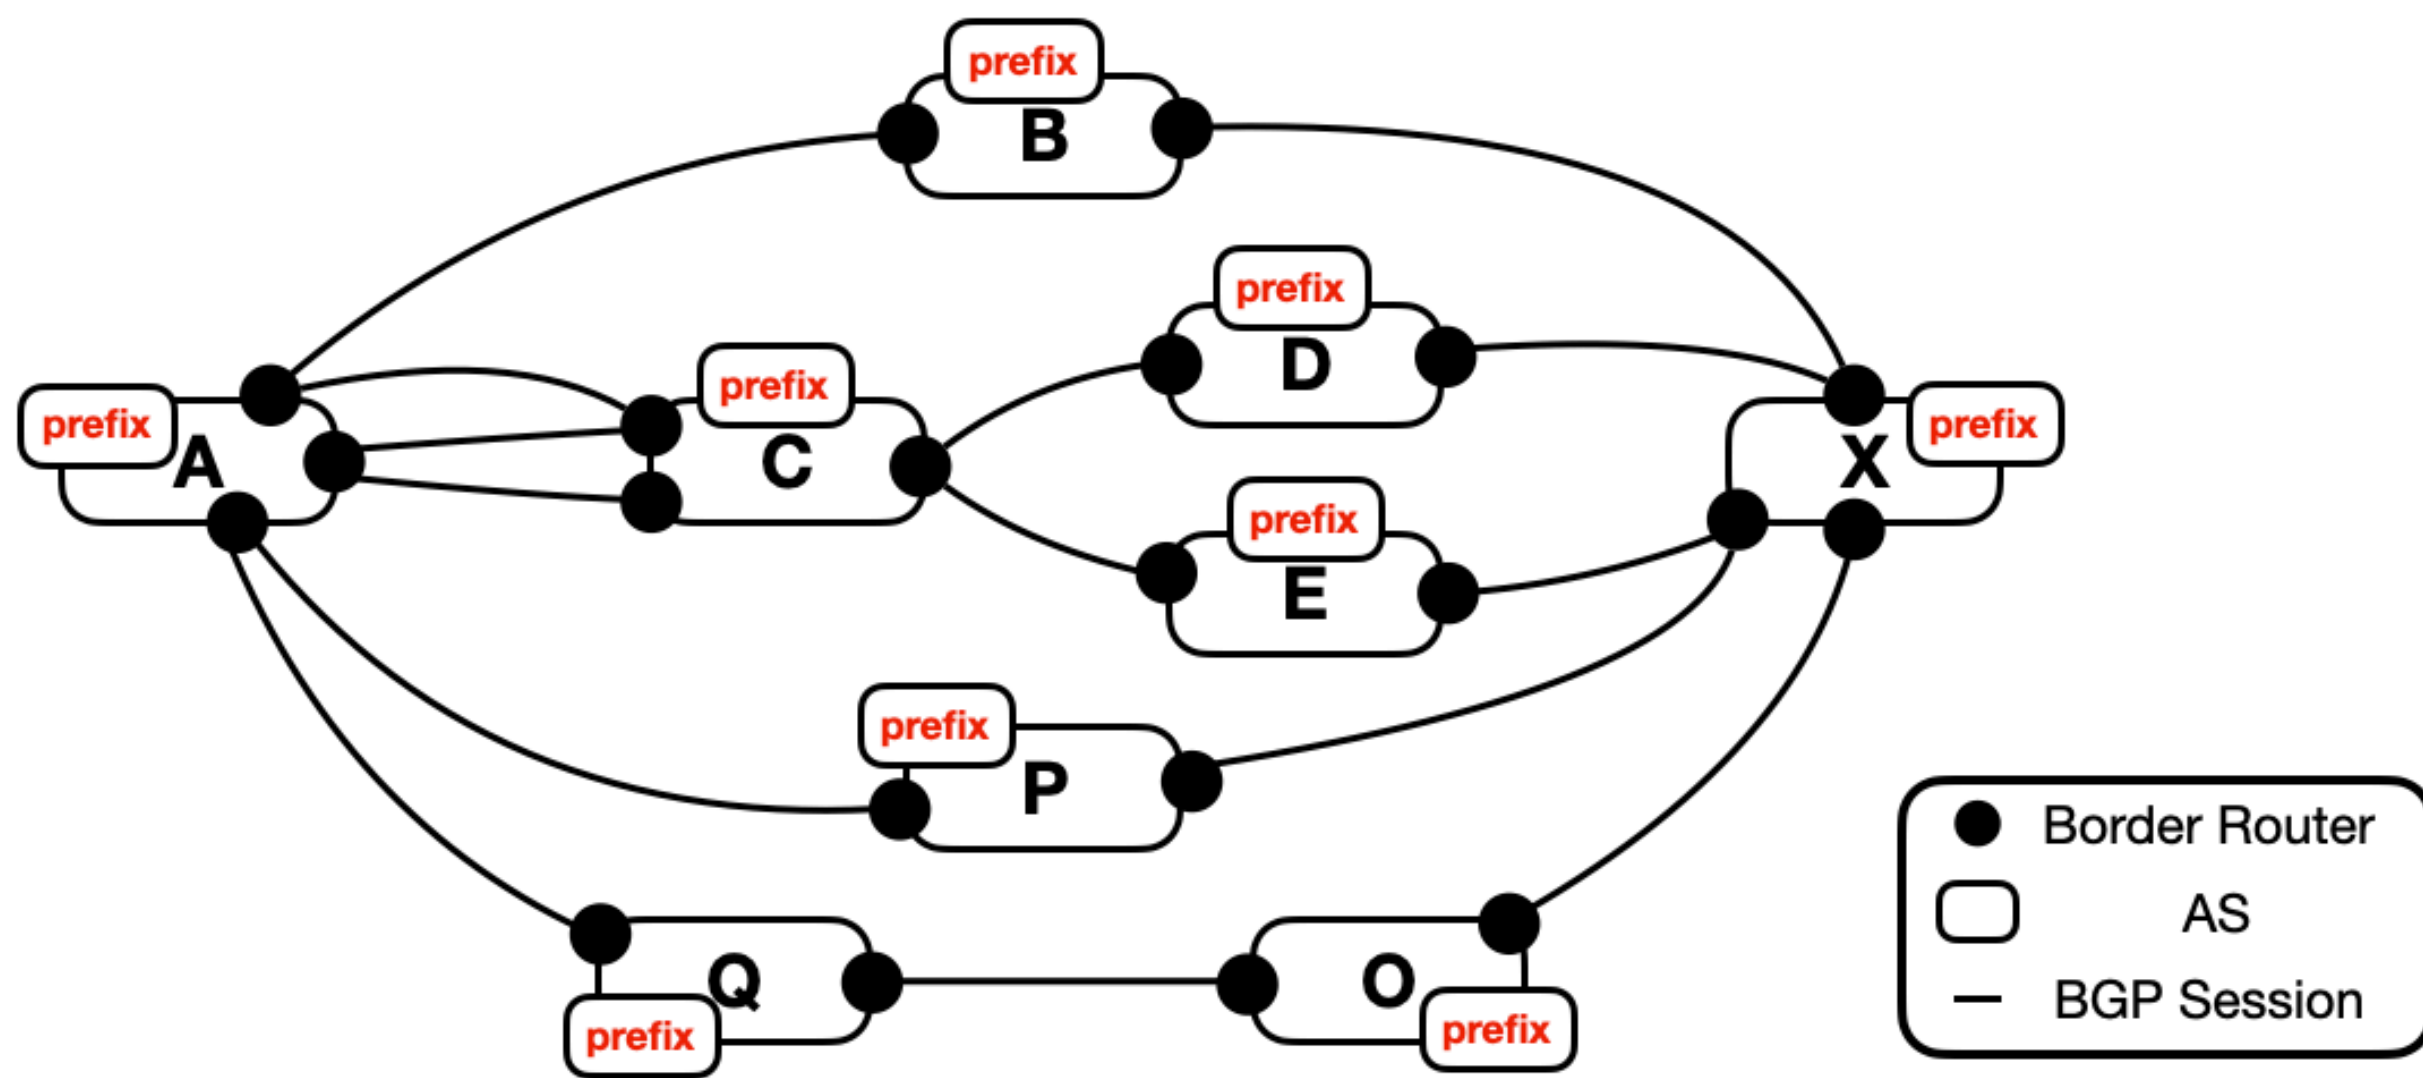 prefix
B
prefix
D
prefix
C
prefix
A
prefix
X
prefix
E
prefix
P
Border Router
AS
BGP Session
Q
prefix
O
prefix